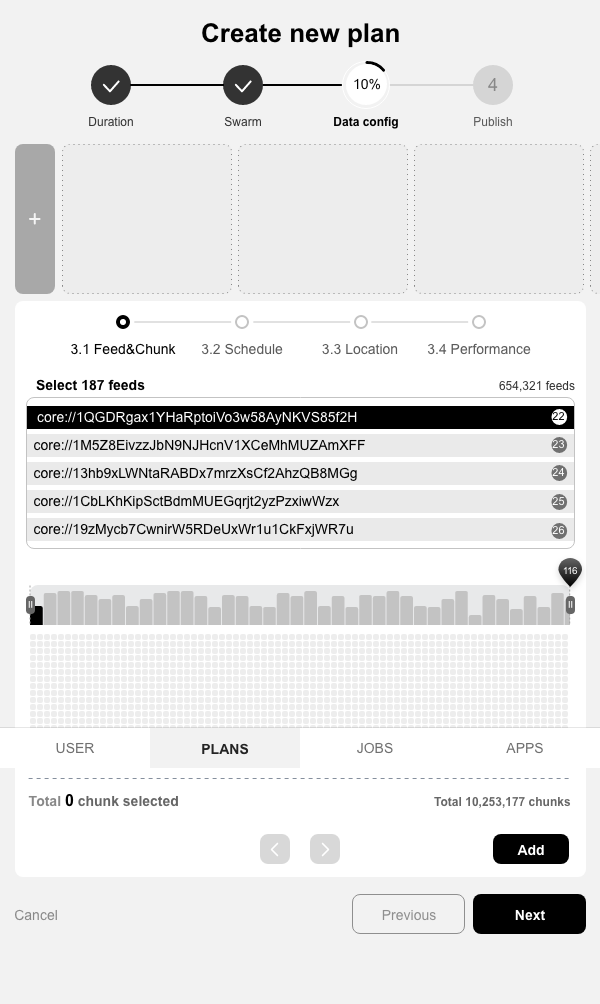 Create new plan
10%
4
Duration
Swarm
Data config
Publish
+
3.1 Feed&Chunk
3.2 Schedule
3.3 Location
3.4 Performance
Select 187 feeds
654,321 feeds
core://1QGDRgax1YHaRptoiVo3w58AyNKVS85f2H
22
core://1M5Z8EivzzJbN9NJHcnV1XCeMhMUZAmXFF
23
core://13hb9xLWNtaRABDx7mrzXsCf2AhzQB8MGg
24
core://1CbLKhKipSctBdmMUEGqrjt2yzPzxiwWzx
25
core://19zMycb7CwnirW5RDeUxWr1u1CkFxjWR7u
26
116
USER
PLANS
JOBS
APPS
Total 0 chunk selected
Total 10,253,177 chunks
Add
Cancel
Previous
Next